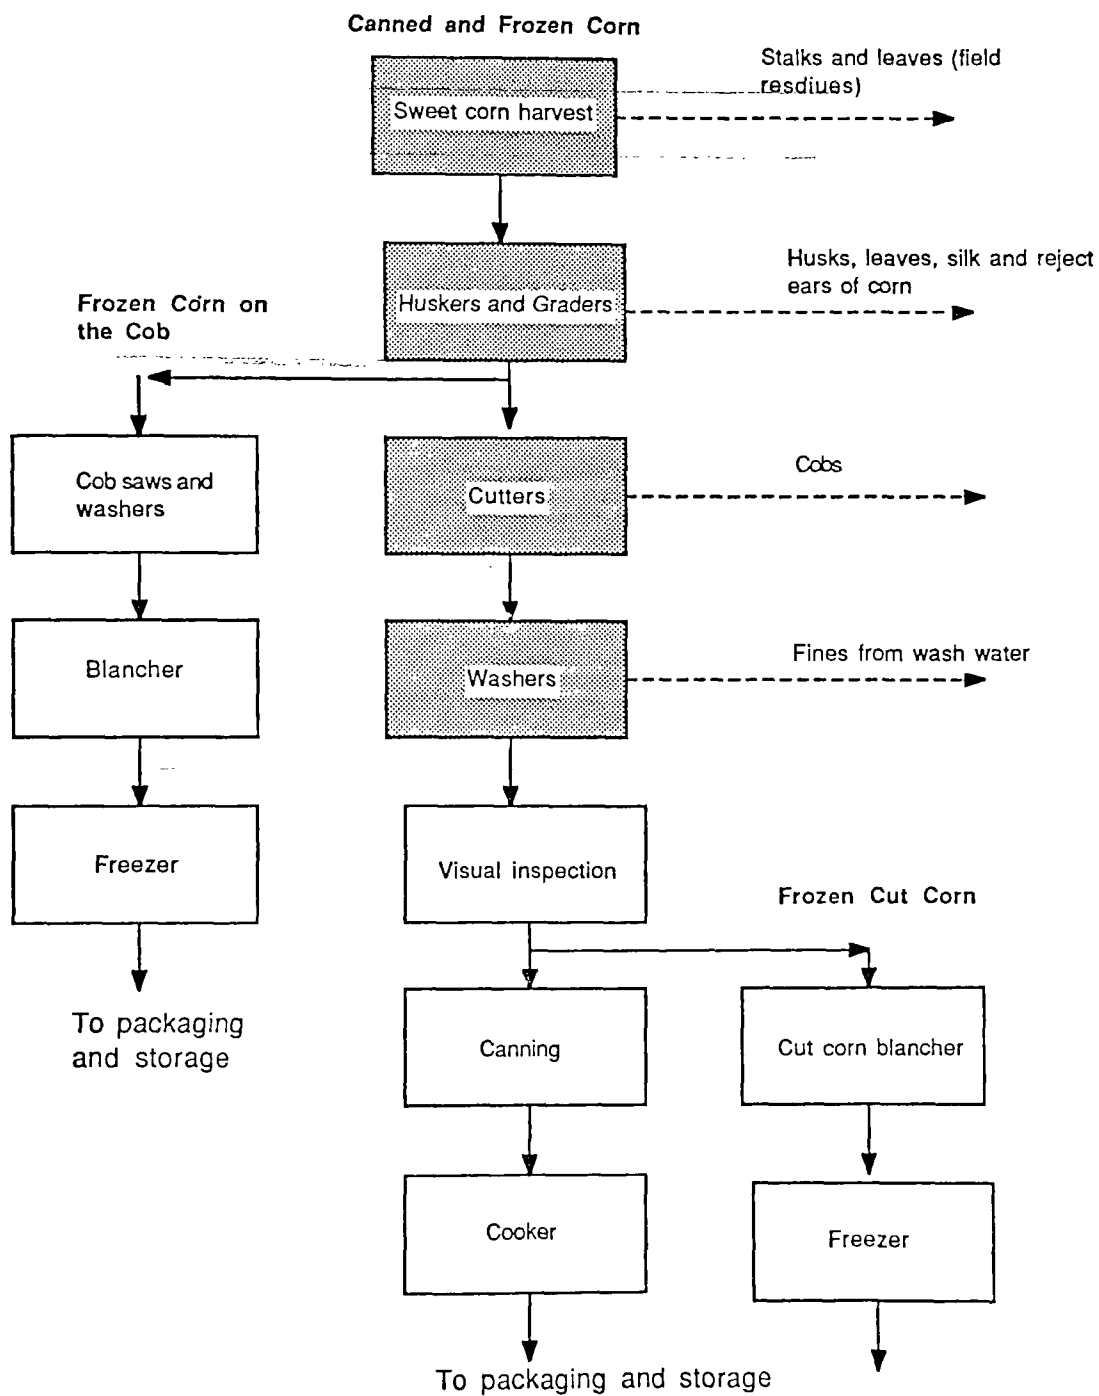 Canned and Frozen Corn
Stalks and leaves (field
resdiues)
Sweet corn harvest
Husks, leaves, silk and reject
ears of corn
Huskers and Graders
Frozen Corn on
the Cob
Cob saws and
washers
Cutters
Cobs
Blancher
Washers
Fines from wash water
Freezer
Visual inspection
Frozen Cut Corn
To packaging
and storage
Canning
Cut corn blancher
Cooker
Freezer
To packaging and storage